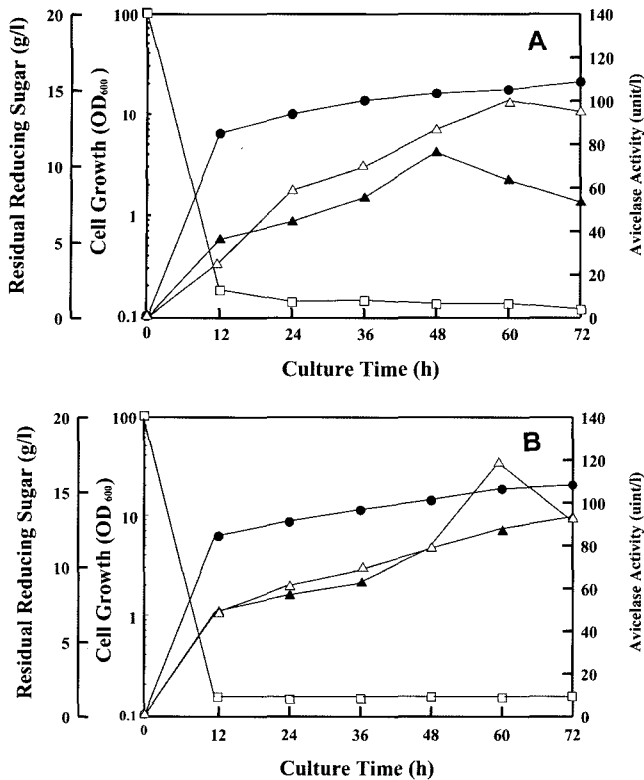 A
Residual Reducing Sugar (g/l)
20
15
10
5
0
Cell Growth (OD600)
100
10
1
0.1
Avicelase Activity (unit/l)
140
120
100
80
60
40
20
0
0 12 24 36 48 60 72
Culture Time (h)
B
Residual Reducing Sugar (g/l)
20
15
10
5
0
Cell Growth (OD 600)
100
10
1
0.1
Avicelase Activity (uint/l)
140
120
100
80
60
40
20
0
0 12 24 36 48 60 72
Culture Time (h)